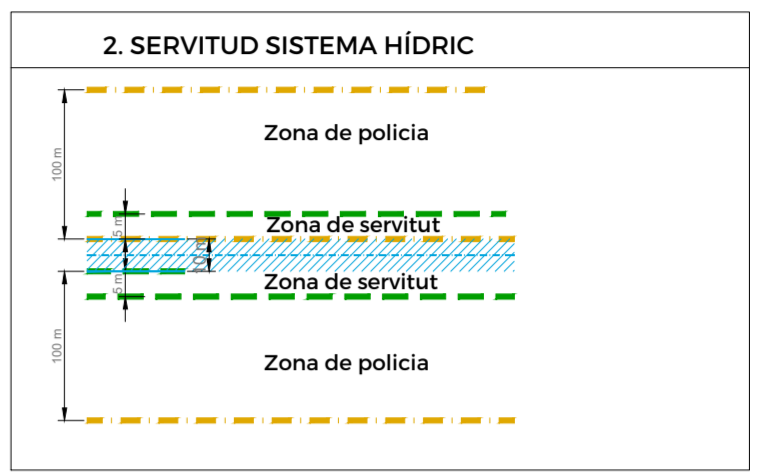 2. SERVITUD SISTEMA HÍDRIC
Zona de policia
100 m
5 m
Zona de servitut
10 m
5 m
Zona de servitut
100 m
Zona de policia